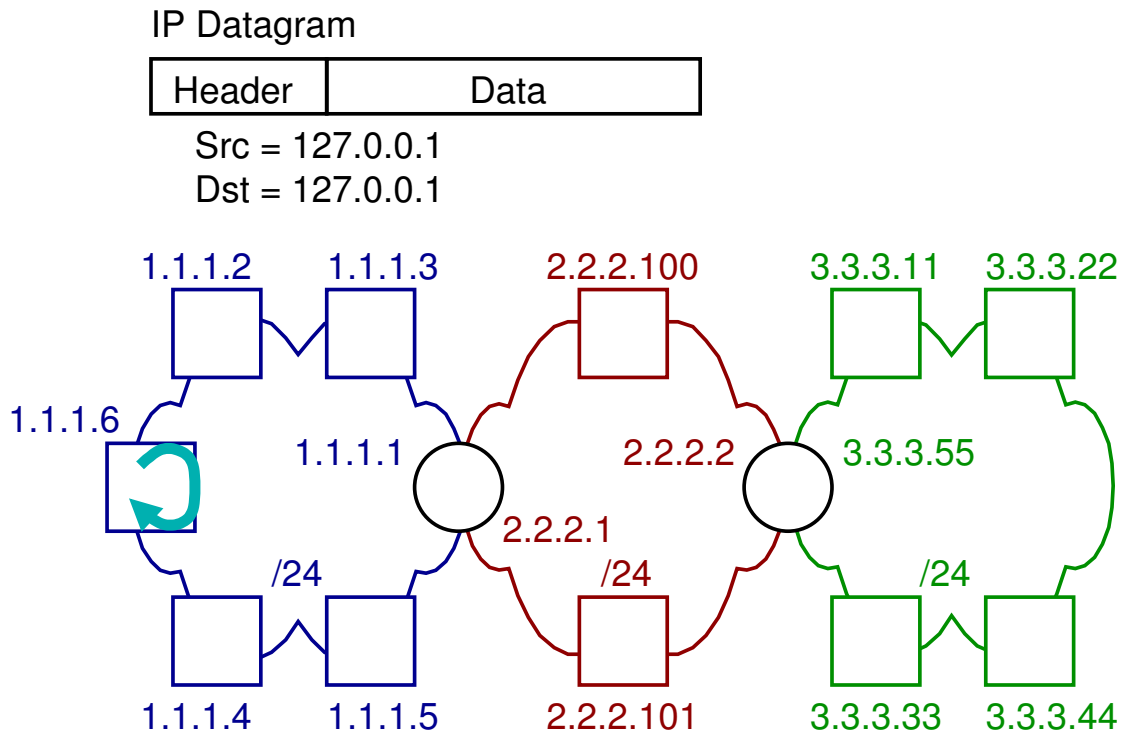 IP Datagram
Header Data
Src = 127.0.0.1
Dst = 127.0.0.1
1.1.1.2 1.1.1.3 2.2.2.100 3.3.3.11 3.3.3.22
1.1.1.6
1.1.1.1 2.2.2.2 3.3.3.55
2.2.2.1
/24 /24 /24
1.1.1.4 1.1.1.5 2.2.2.101 3.3.3.33 3.3.3.44